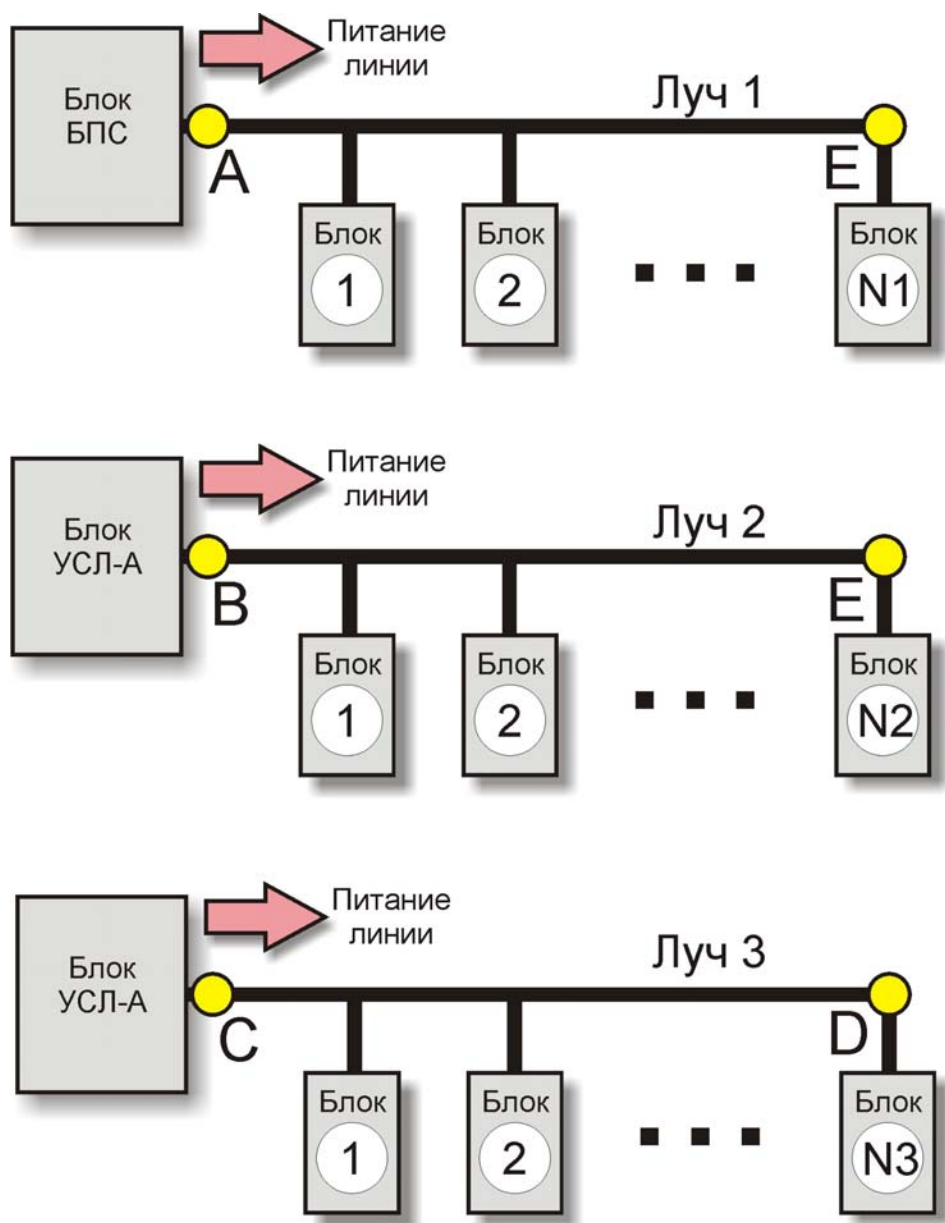 Блок
БПС
Питание
линии
Луч 1
A
E
Блок
1
Блок
2
Блок
N1
Блок
УСЛ-А
Питание
линии
Луч 2
B
E
Блок
1
Блок
2
Блок
N2
Блок
УСЛ-А
Питание
линии
Луч 3
C
D
Блок
1
Блок
2
Блок
N3